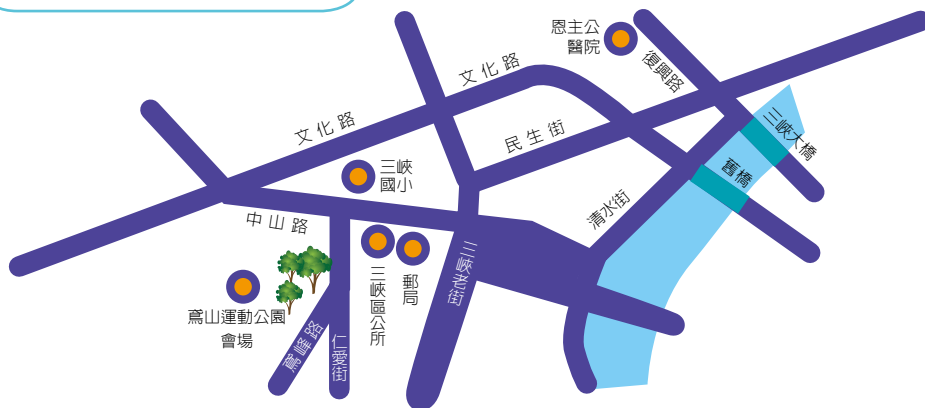 恩主公
醫院
復興路
文化路
文化路
民生街
三峽大橋
三峽
國小
舊橋
中山路
清水街
三峽老街
三峽區公所
郵局
鳶山運動公園
會場
鳶峰路
仁愛街